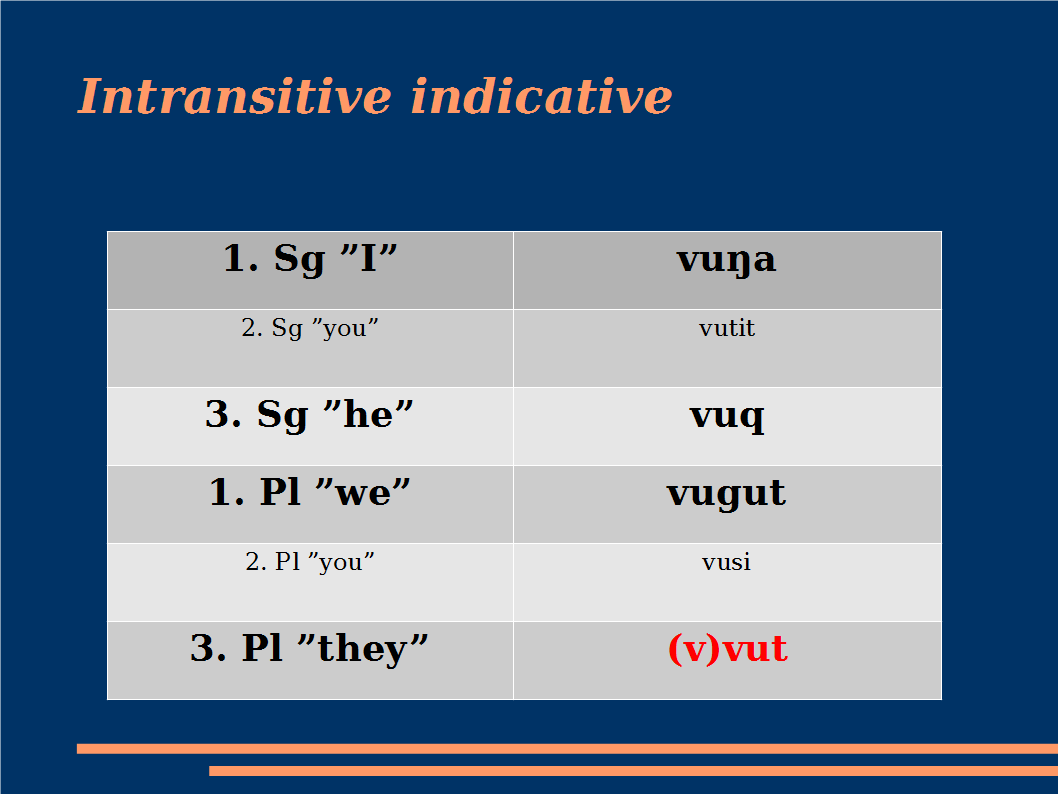 Intransitive indicative
1. Sg ”I” vuŋa
2. Sg ”you” vutit
3. Sg ”he” vuq
1. Pl ”we” vugut
2. Pl ”you” vusi
3. Pl ”they” (v)vut